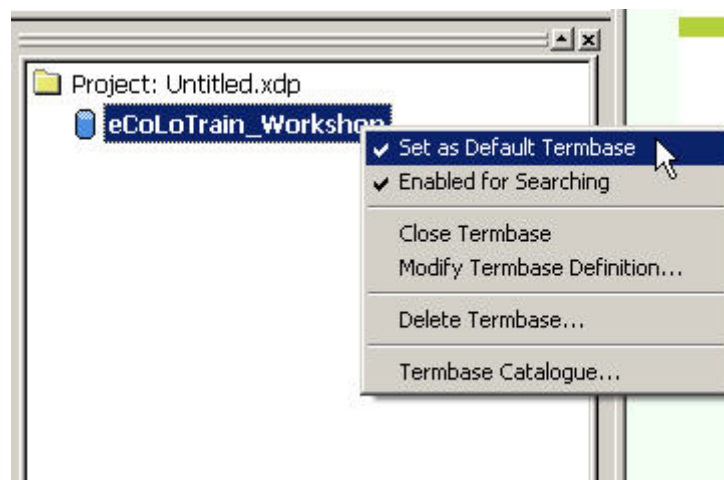 Project: Untitled.xdp
eCoLoTrain_Workshop
Set as Default Termbase
Enabled for Searching
Close Termbase
Modify Termbase Definition...
Delete Termbase...
Termbase Catalogue...